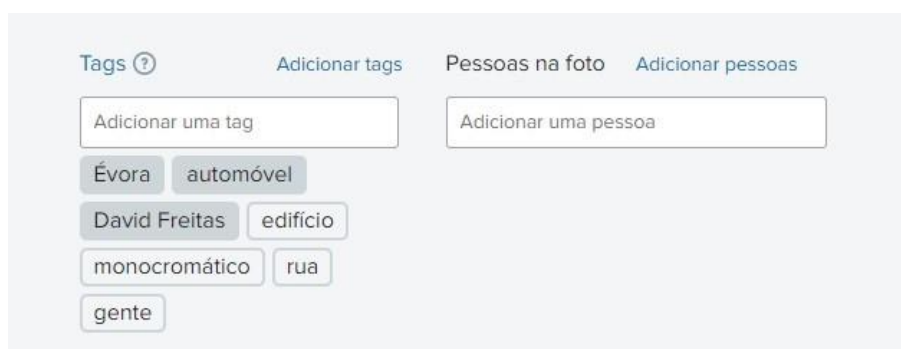 Tags ? Adicionar tags Pessoas na foto Adicionar pessoas
Adicionar uma tag Adicionar uma pessoa
Évora automóvel
David Freitas edifício
monocromático rua
gente